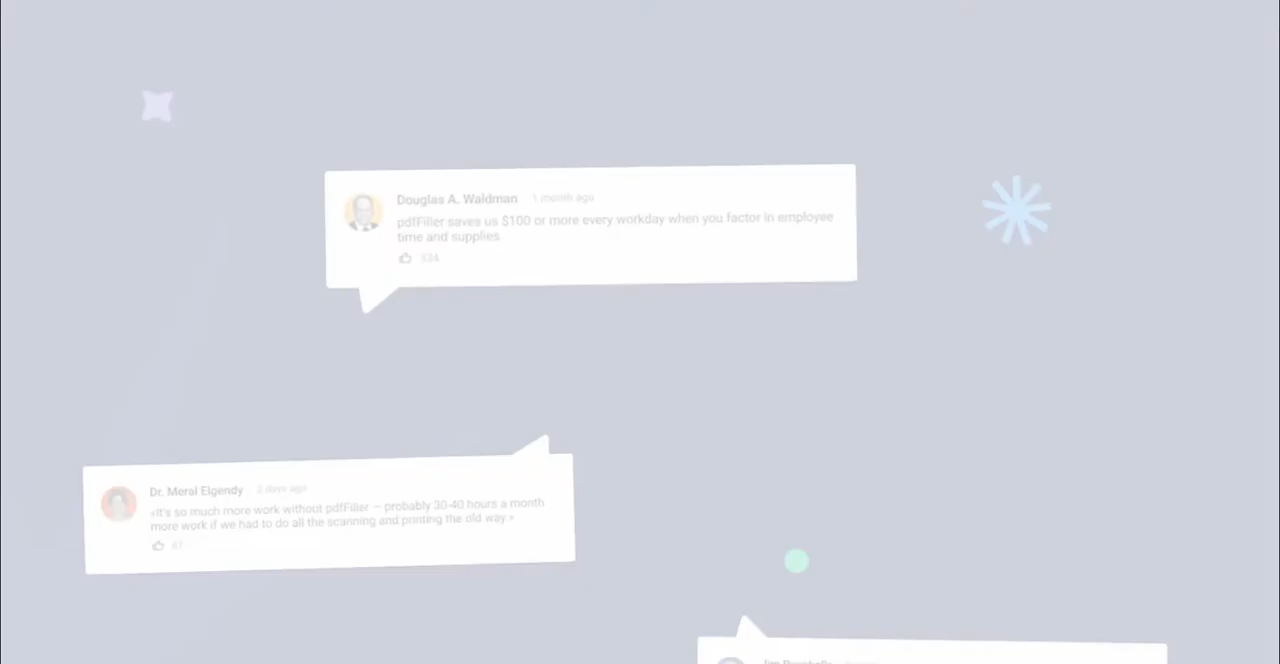 Douglas A. Waldman 1 month ago
pdfFiller saves us $100 or more every workday when you factor in employee
time and supplies.
324
Dr. Meral Elgendy 2 days ago
«It's so much more work without pdfFiller — probably 30-40 hours a month
more work if we had to do all the scanning and printing the old way.»
Jim